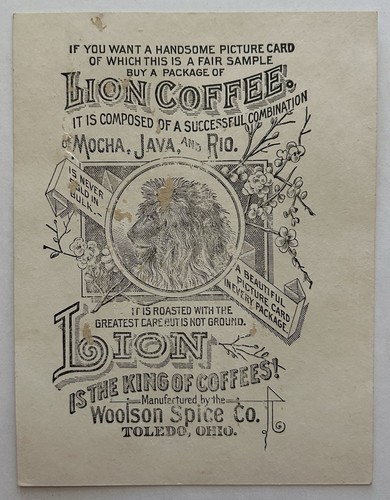 IF YOU WANT A HANDSOME PICTURE CARD
OF WHICH THIS IS A FAIR SAMPLE
BUY A PACKAGE OF
LION COFFEE.
IT IS COMPOSED OF A SUCCESSFUL COMBINATION
OF MOCHA, JAVA, AND RIO.
IS NEVER
SOLD IN
BULK.
A BEAUTIFUL
PICTURE CARD
IN EVERY PACKAGE.
IT IS ROASTED WITH THE
GREATEST CARE BUT IS NOT GROUND.
LION
IS THE KING OF COFFEES!
Manufactured by the
Woolson Spice Co.
TOLEDO, OHIO.